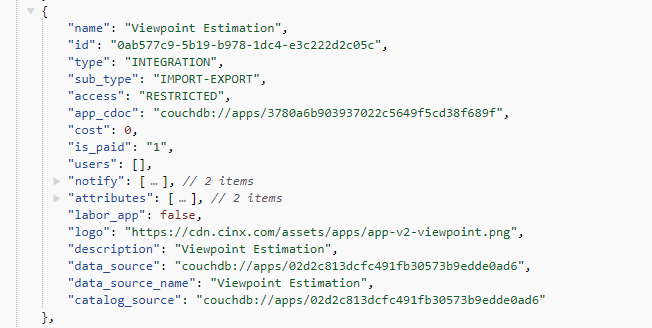 {
"name": "Viewpoint Estimation",
"id": "0ab577c9-5b19-b978-1dc4-e3c222d2c05c",
"type": "INTEGRATION",
"sub_type": "IMPORT-EXPORT",
"access": "RESTRICTED",
"app_cdoc": "couchdb://apps/3780a6b903937022c5649f5cd38f689f",
"cost": 0,
"is_paid": "1",
"users": [],
"notify": [ … ], // 2 items
"attributes": [ … ], // 2 items
"labor_app": false,
"logo": "https://cdn.cinx.com/assets/apps/app-v2-viewpoint.png",
"description": "Viewpoint Estimation",
"data_source": "couchdb://apps/02d2c813dcfc491fb30573b9edde0ad6",
"data_source_name": "Viewpoint Estimation",
"catalog_source": "couchdb://apps/02d2c813dcfc491fb30573b9edde0ad6"
},